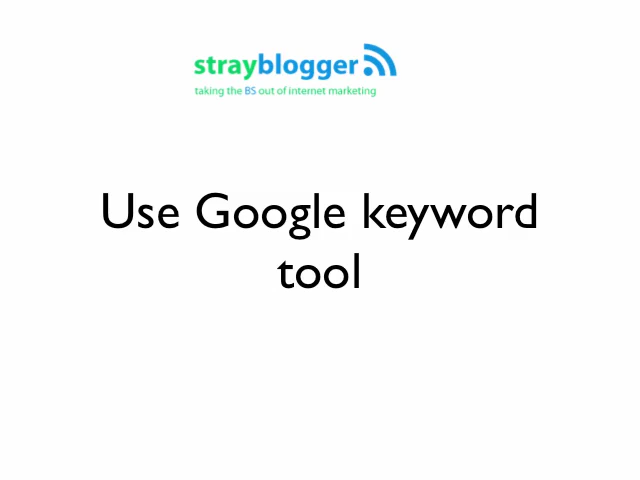 strayblogger
taking the BS out of internet marketing
Use Google keyword
tool